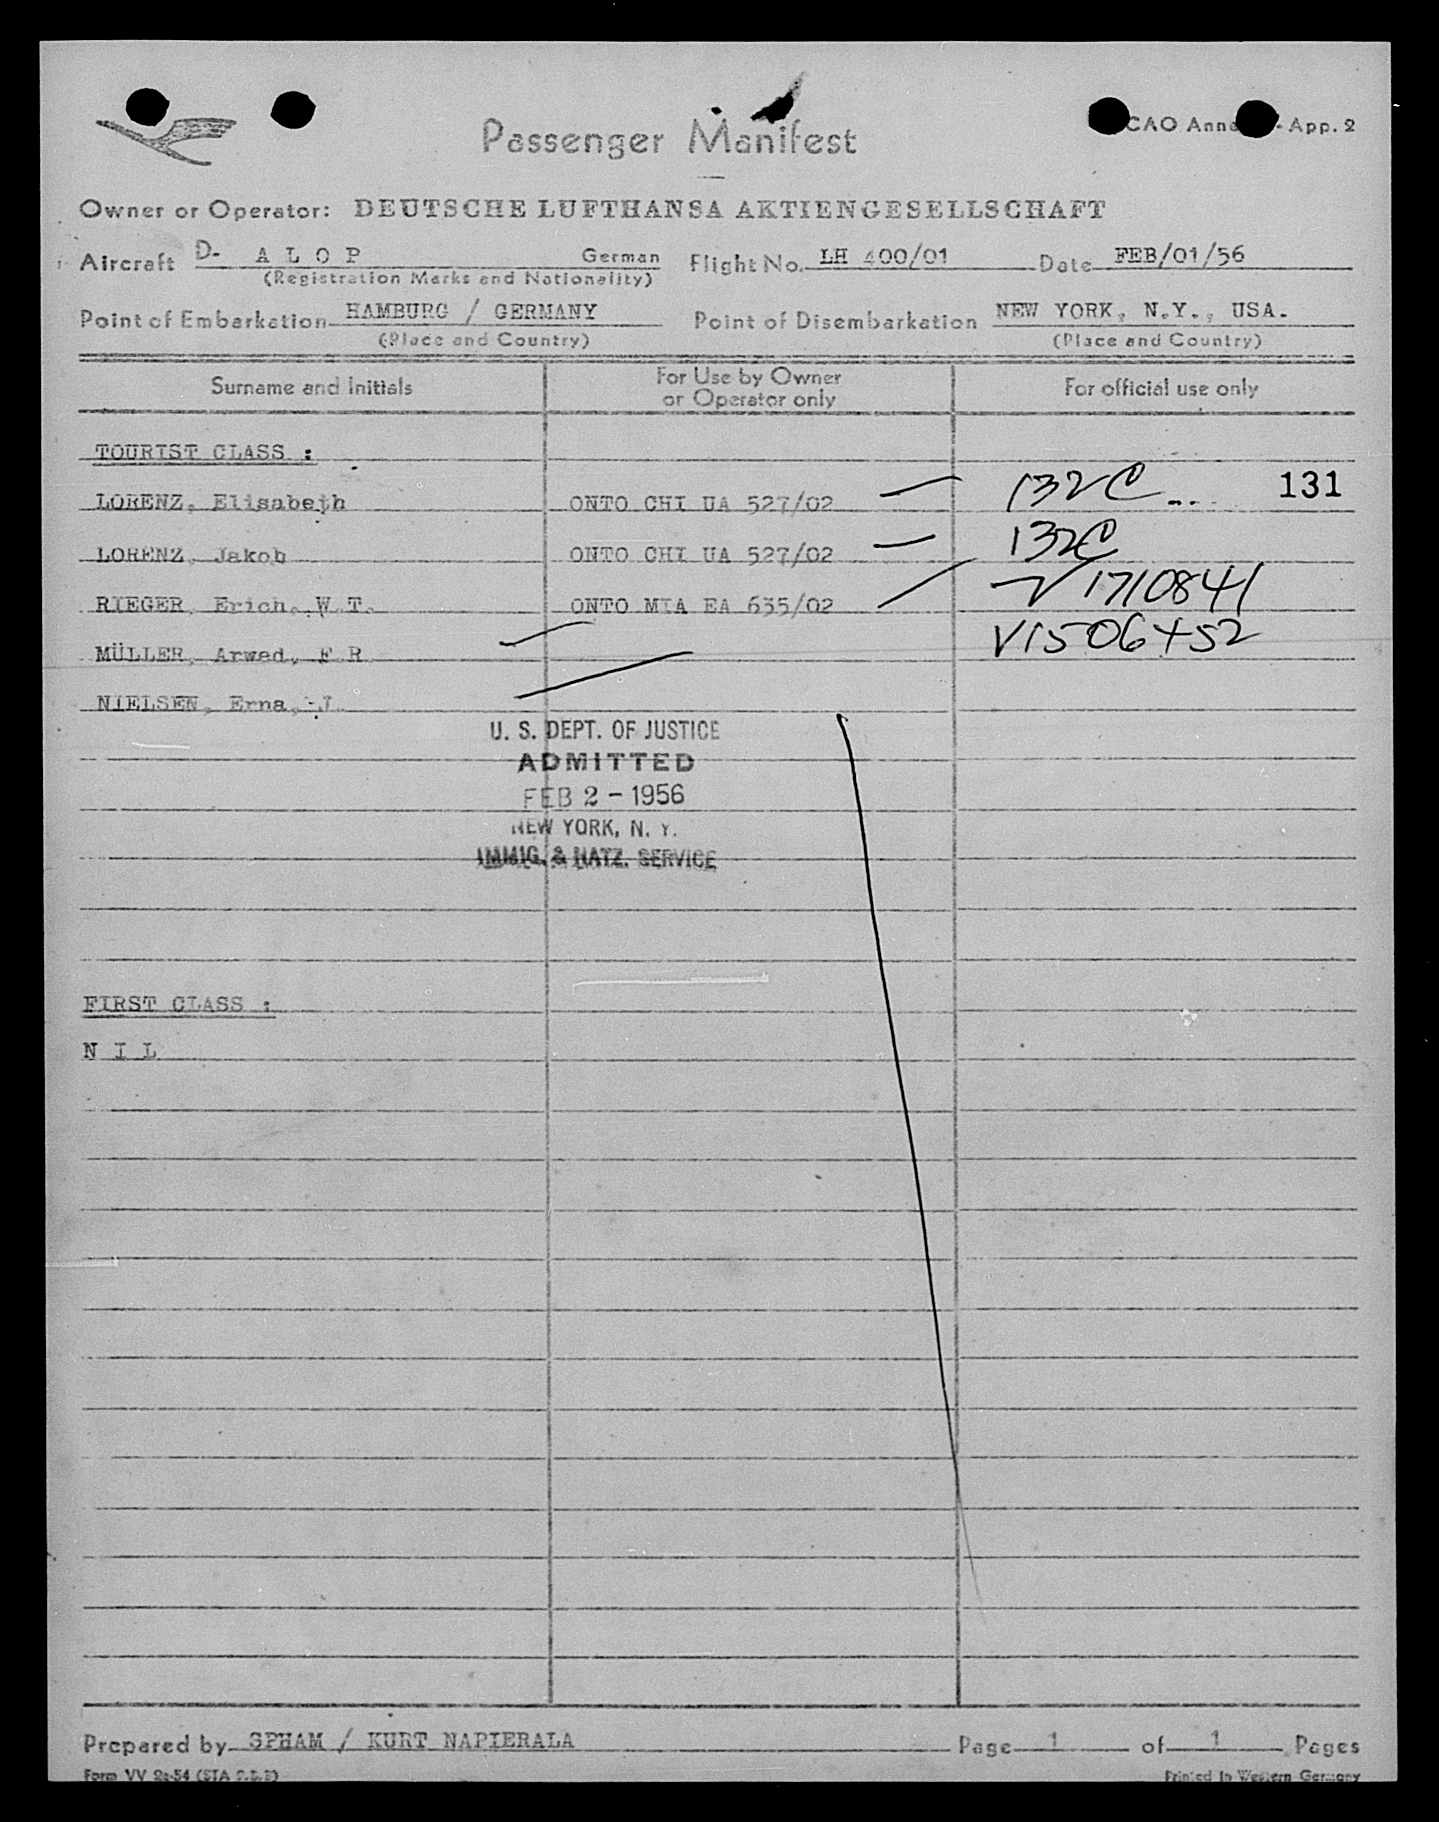 Passenger Manifest
CAO Anne - App. 2
Owner or Operator: DEUTSCHE LUFTHANSA AKTIENGESELLSCHAFT
Aircraft D- A L O P German Flight No. LH 400/01 Date FEB/01/56
(Registration Marks and Nationality)
Point of Embarkation HAMBURG / GERMANY Point of Disembarkation NEW YORK, N.Y., USA.
(Place and Country) (Place and Country)
Surname and initials For Use by Owner or Operator only For official use only
TOURIST CLASS :
LORENZ, Elisabeth ONTO CHI UA 527/02 132C 131
LORENZ, Jakob ONTO CHI UA 527/02 132C
RIEGER, Erich, W T. ONTO MIA EA 635/02 V1710841
MÜLLER, Arwed, F R V1506452
NIELSEN, Erna, J
U. S. DEPT. OF JUSTICE
ADMITTED
FEB 2 - 1956
NEW YORK, N. Y.
IMMIG. & NATZ. SERVICE
FIRST CLASS :
N I L
Prepared by SPHAM / KURT NAPIERALA Page 1 of 1 Pages
Form VV 2c-54 Printed in Western Germany